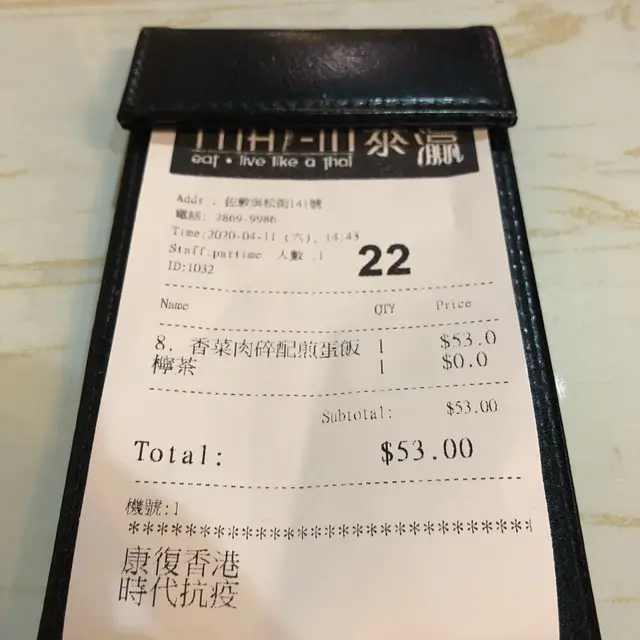 泰瀛
eat • live like a thai
電話: 2869-9986
Time:2020-04-11 (六), 14:43
Staff:partime 人數 :1
22
ID:1032
Name QTY Price
8. 香菜肉碎配煎蛋飯 1 $53.0
檸茶 1 $0.0
Subtotal: $53.00
Total: $53.00
機號:1
************************************
康復香港
時代抗疫